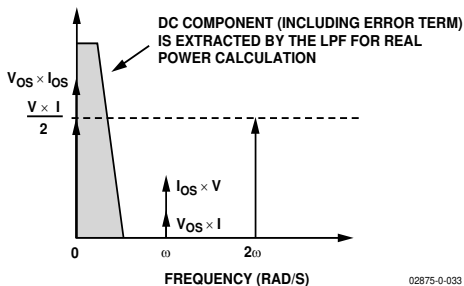 DC COMPONENT (INCLUDING ERROR TERM)
IS EXTRACTED BY THE LPF FOR REAL
POWER CALCULATION
VOS × IOS
V × I
2
IOS × V
VOS × I
0
ω
2ω
FREQUENCY (RAD/S)
02875-0-033